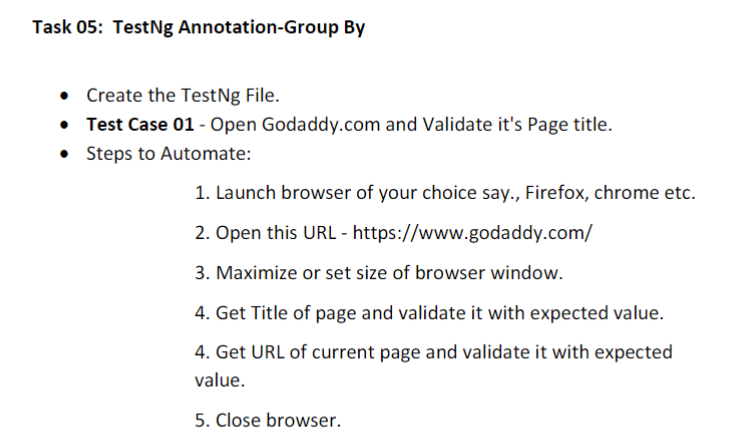 Task 05:  TestNg Annotation-Group By
• Create the TestNg File.
• Test Case 01 - Open Godaddy.com and Validate it's Page title.
• Steps to Automate:
1. Launch browser of your choice say., Firefox, chrome etc.
2. Open this URL - https://www.godaddy.com/
3. Maximize or set size of browser window.
4. Get Title of page and validate it with expected value.
4. Get URL of current page and validate it with expected
value.
5. Close browser.